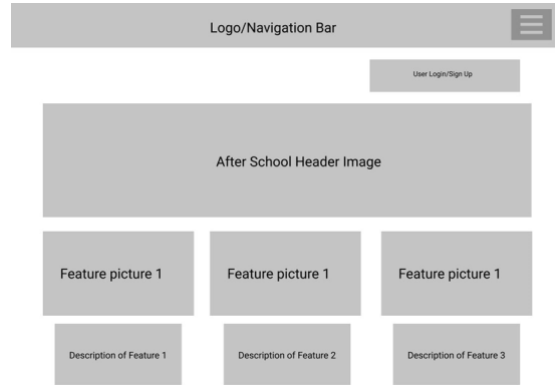 Logo/Navigation Bar
User Login/Sign Up
After School Header Image
Feature picture 1
Feature picture 1
Feature picture 1
Description of Feature 1
Description of Feature 2
Description of Feature 3